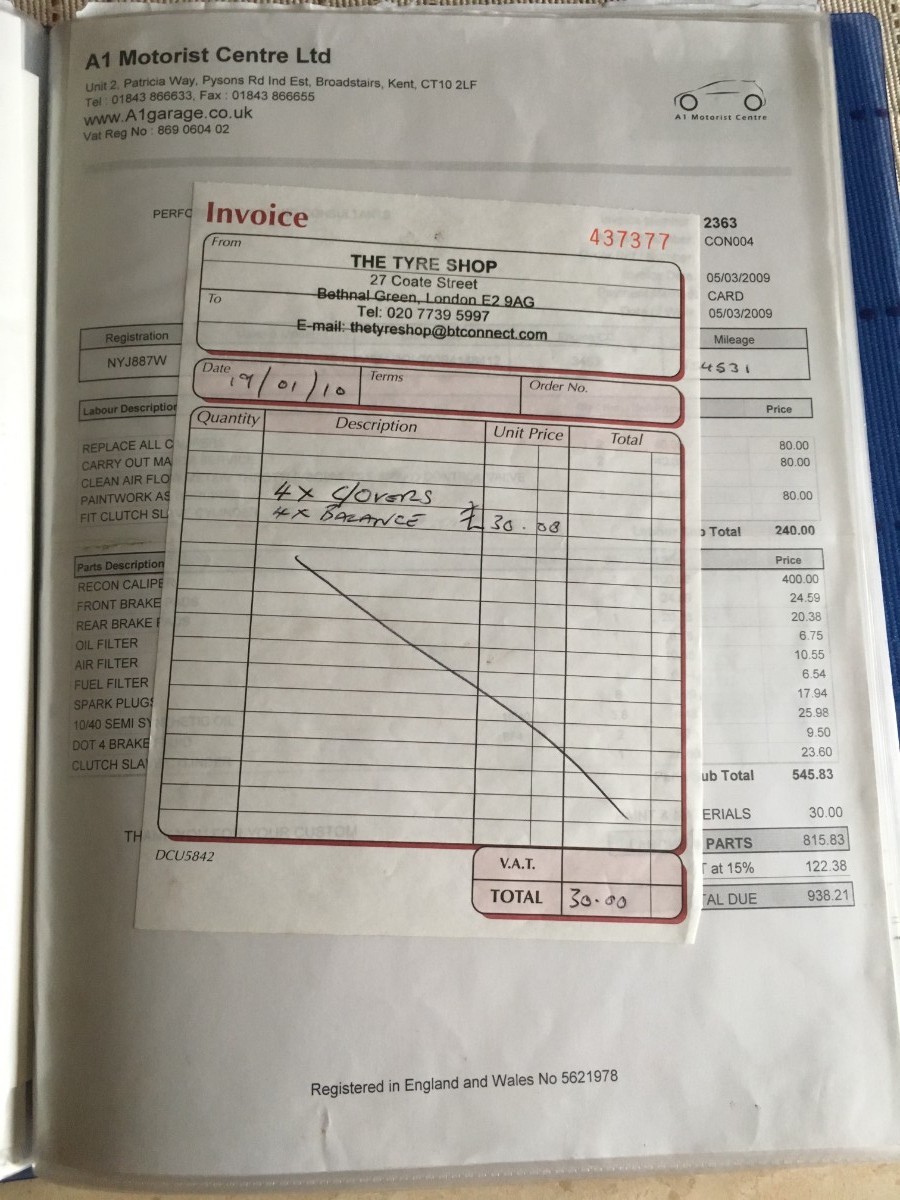 A1 Motorist Centre Ltd
Unit 2, Patricia Way, Pysons Rd Ind Est, Broadstairs, Kent, CT10 2LF
Tel : 01843 866633, Fax : 01843 866655
www.A1garage.co.uk
Vat Reg No : 869 0604 02
A1 Motorist Centre
PERFO
2363
CON004
05/03/2009
CARD
05/03/2009
Registration
Mileage
NYJ887W
4531
Labour Description
Price
REPLACE ALL C
80.00
CARRY OUT MA
80.00
CLEAN AIR FLO
PAINTWORK AS
80.00
FIT CLUTCH SL
Total
240.00
Parts Description
Price
RECON CALIPE
400.00
FRONT BRAKE
24.59
REAR BRAKE
20.38
OIL FILTER
6.75
AIR FILTER
10.55
FUEL FILTER
6.54
SPARK PLUGS
17.94
10/40 SEMI SY
25.98
DOT 4 BRAKE
9.50
CLUTCH SLA
23.60
ub Total
545.83
ERIALS
30.00
PARTS
815.83
T at 15%
122.38
AL DUE
938.21
Invoice
437377
From
THE TYRE SHOP
27 Coate Street
Bethnal Green, London E2 9AG
To
Tel: 020 7739 5997
E-mail: thetyreshop@btconnect.com
Date
19/01/10
Terms
Order No.
Quantity
Description
Unit Price
Total
4x C/OVERS
4x BALANCE £30.00
DCU5842
V.A.T.
TOTAL 30.00
Registered in England and Wales No 5621978